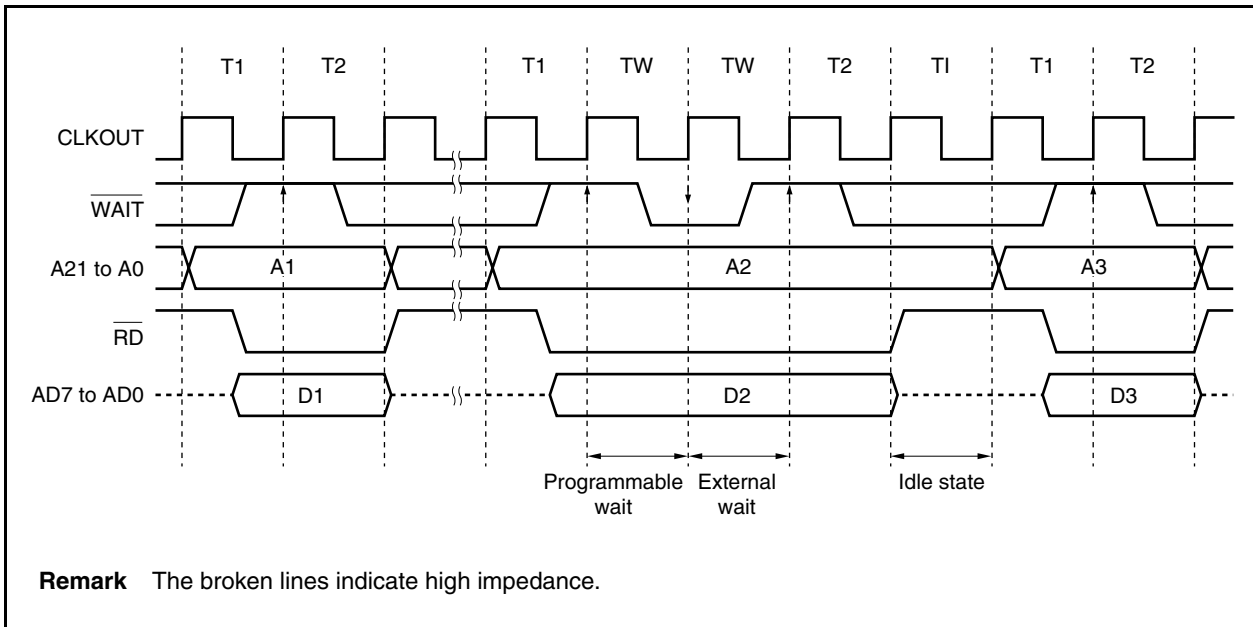 T1 T2 T1 TW TW T2 TI T1 T2
CLKOUT
WAIT
A21 to A0 A1 A2 A3
RD
AD7 to AD0 D1 D2 D3
Programmable wait
External wait
Idle state
Remark The broken lines indicate high impedance.